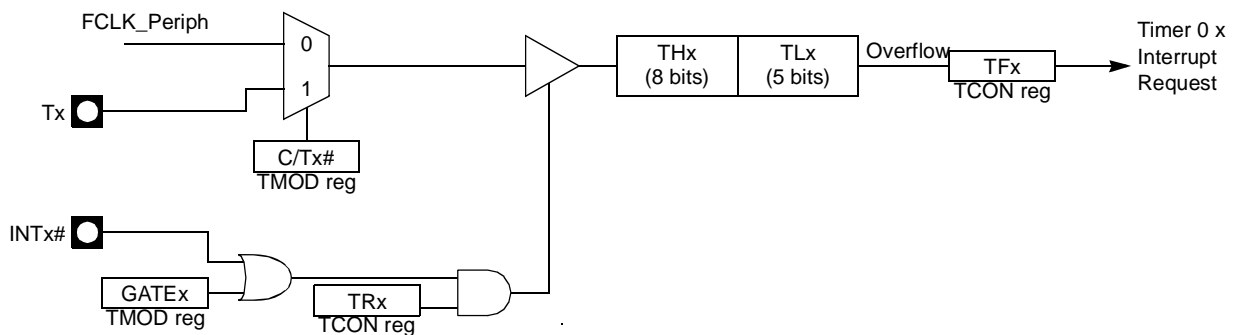 FCLK_Periph
0
1
Tx
C/Tx#
TMOD reg
THx
(8 bits)
TLx
(5 bits)
Overflow
TFx
TCON reg
Timer 0 x
Interrupt
Request
INTx#
GATEx
TMOD reg
TRx
TCON reg
.